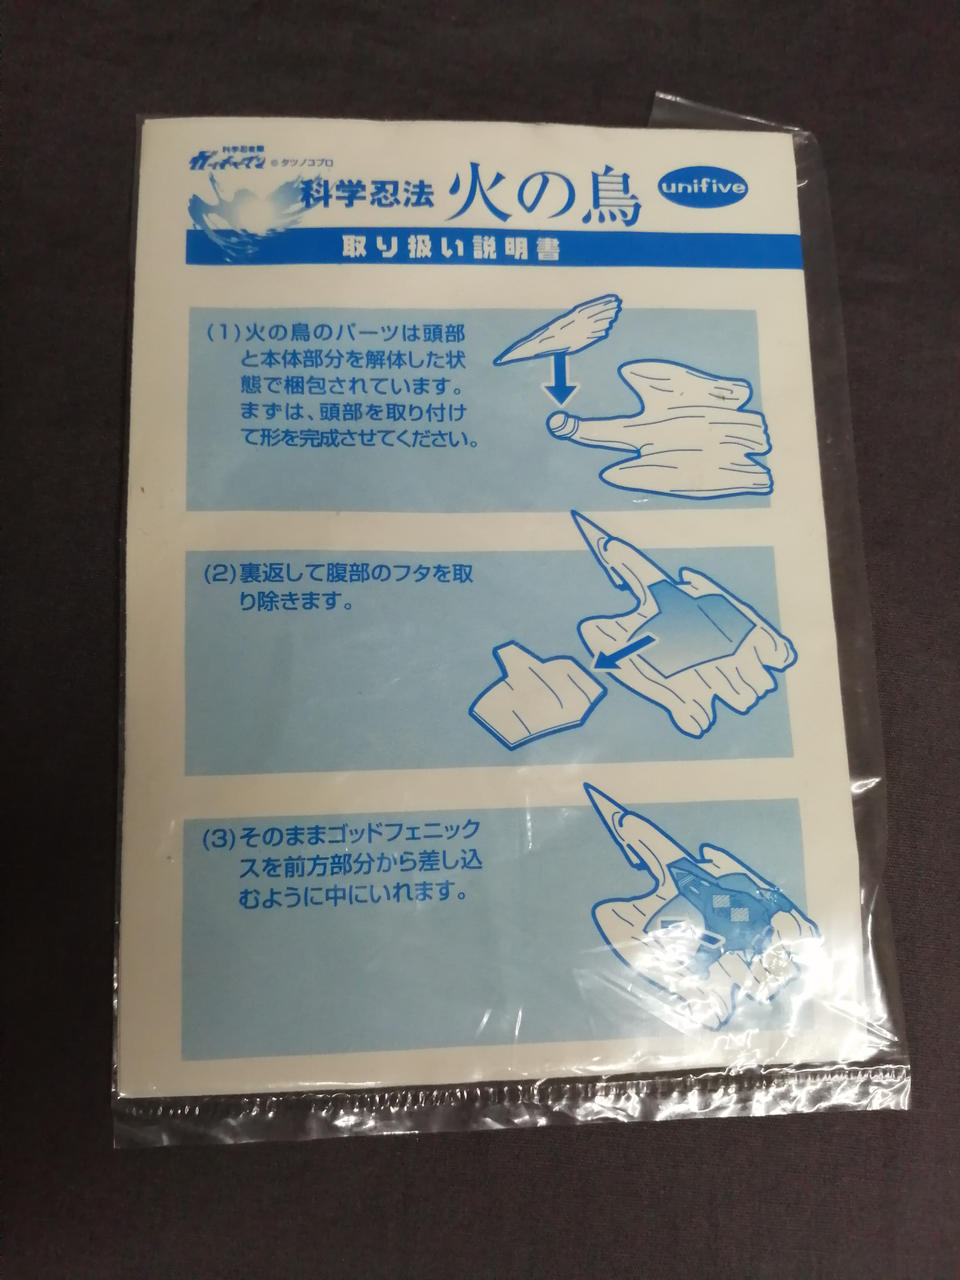 科学忍者隊
ガッチャマン ©タツノコプロ
科学忍法 火の鳥
unifive
取り扱い説明書
(1)火の鳥のパーツは頭部
と本体部分を解体した状
態で梱包されています。
まずは、頭部を取り付け
て形を完成させてください。
(2)裏返して腹部のフタを取
り除きます。
(3)そのままゴッドフェニック
スを前方部分から差し込
むように中にいれます。